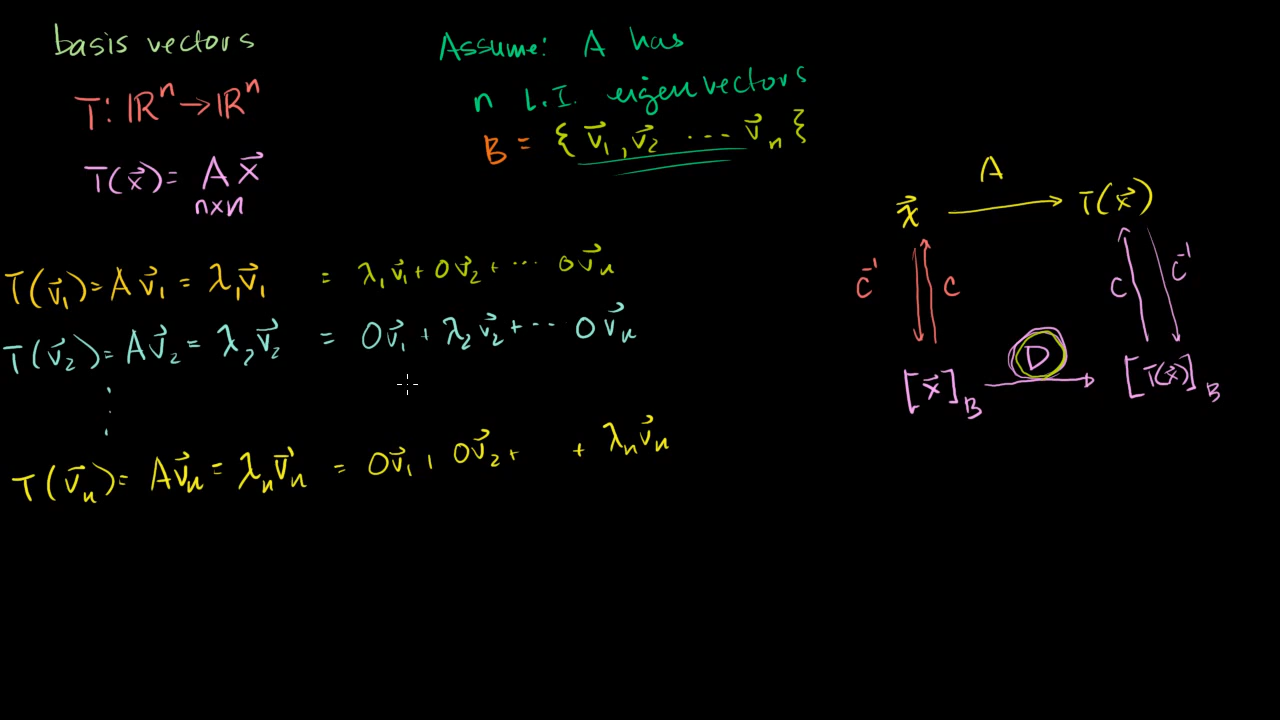 basis vectors
T: ℝⁿ → ℝⁿ
T(x⃗) = A x⃗
n×n
Assume: A has
n L.I. eigenvectors
B = {v⃗₁, v⃗₂ ... v⃗ₙ}
T(v⃗₁) = A v⃗₁ = λ₁v⃗₁ = λ₁v⃗₁ + 0v⃗₂ + ... 0v⃗ₙ
T(v⃗₂) = A v⃗₂ = λ₂v⃗₂ = 0v⃗₁ + λ₂v⃗₂ + ... 0v⃗ₙ
⋮
T(v⃗ₙ) = A v⃗ₙ = λₙv⃗ₙ = 0v⃗₁ + 0v⃗₂ + + λₙv⃗ₙ
A
x⃗ → T(x⃗)
C⁻¹ C C C⁻¹
D
[x⃗]_B → [T(x⃗)]_B